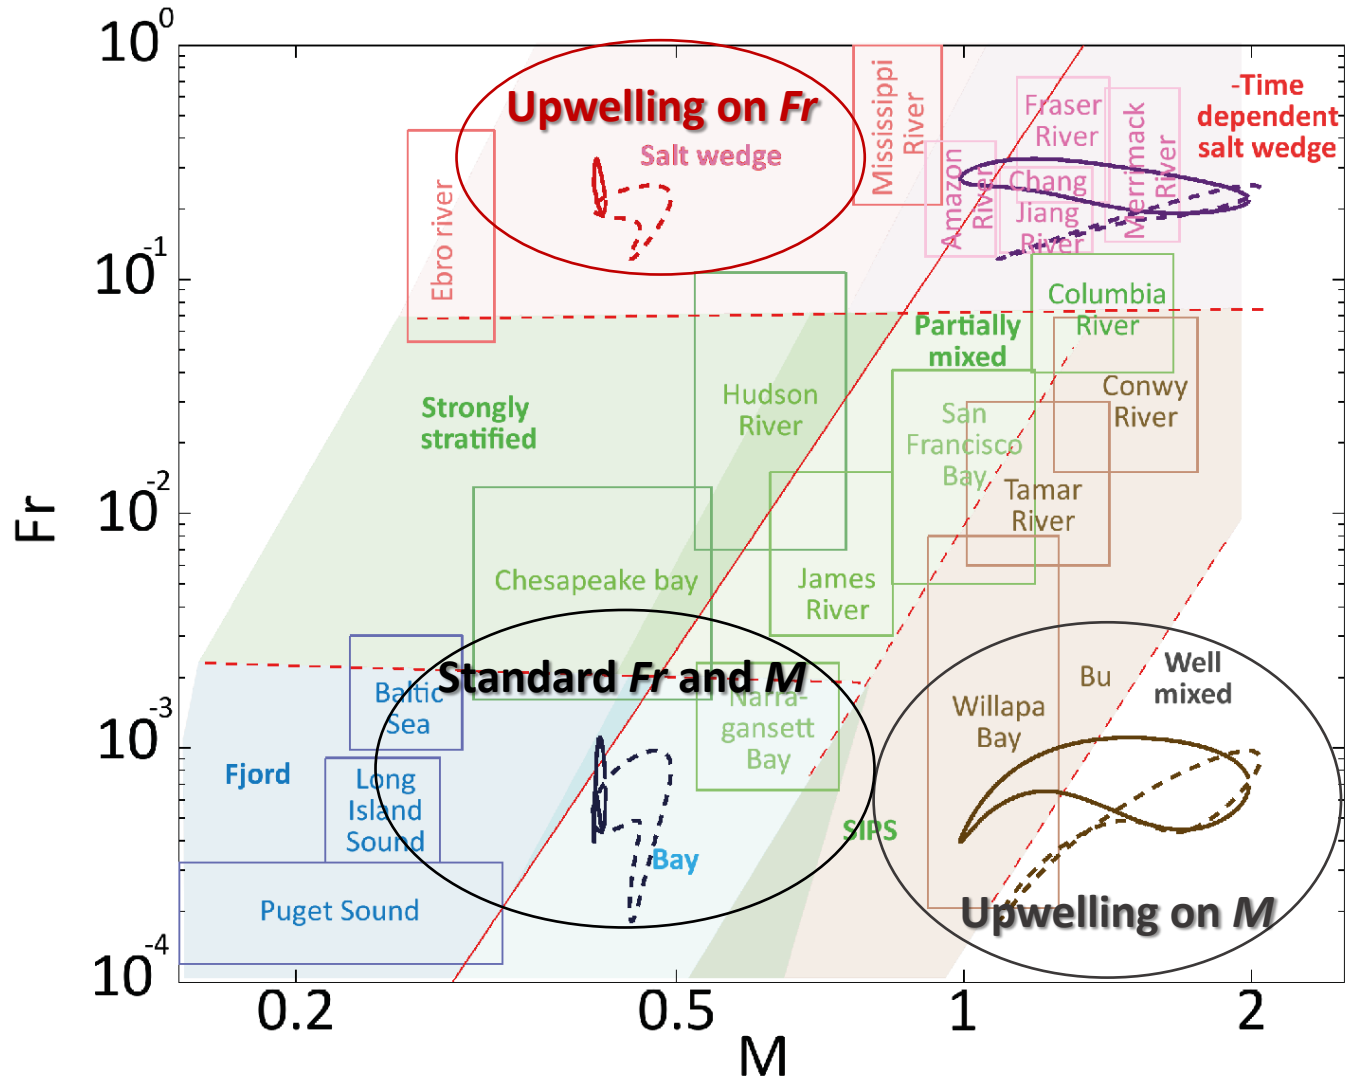 10^0
Upwelling on Fr
Salt wedge
Mississippi
River
Fraser
River
Merrimack
River
-Time
dependent
salt wedge
Amazon
River
Chang
Jiang
River
Ebro river
10^-1
Columbia
River
Partially
mixed
Strongly
stratified
Hudson
River
San
Francisco
Bay
Conwy
River
Tamar
River
10^-2
Fr
Chesapeake bay
James
River
Standard Fr and M
Baltic
Sea
Narra-
gansett
Bay
Willapa
Bay
Bu
Well
mixed
10^-3
Fjord
Long
Island
Sound
SIPS
Bay
Puget Sound
Upwelling on M
10^-4
0.2
0.5
1
2
M